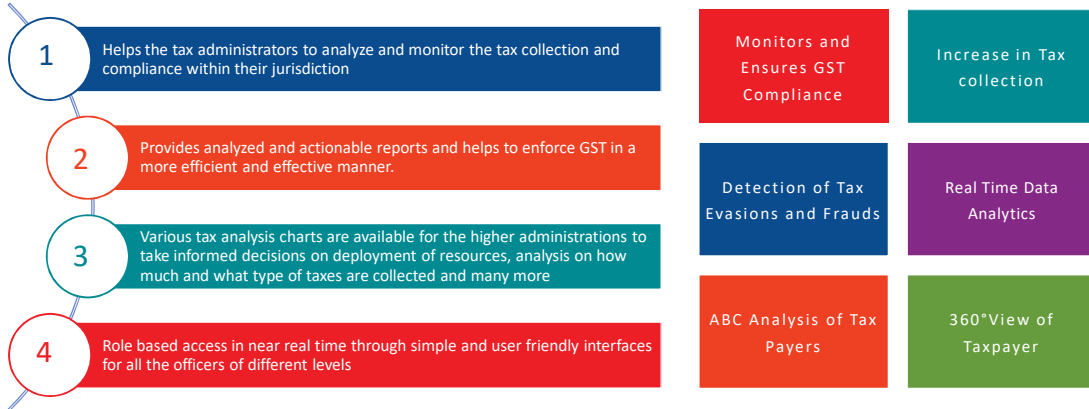 1
Helps the tax administrators to analyze and monitor the tax collection and
compliance within their jurisdiction
2
Provides analyzed and actionable reports and helps to enforce GST in a
more efficient and effective manner.
3
Various tax analysis charts are available for the higher administrations to
take informed decisions on deployment of resources, analysis on how
much and what type of taxes are collected and many more
4
Role based access in near real time through simple and user friendly interfaces
for all the officers of different levels
Monitors and
Ensures GST
Compliance
Increase in Tax
collection
Detection of Tax
Evasions and Frauds
Real Time Data
Analytics
ABC Analysis of Tax
Payers
360°View of
Taxpayer